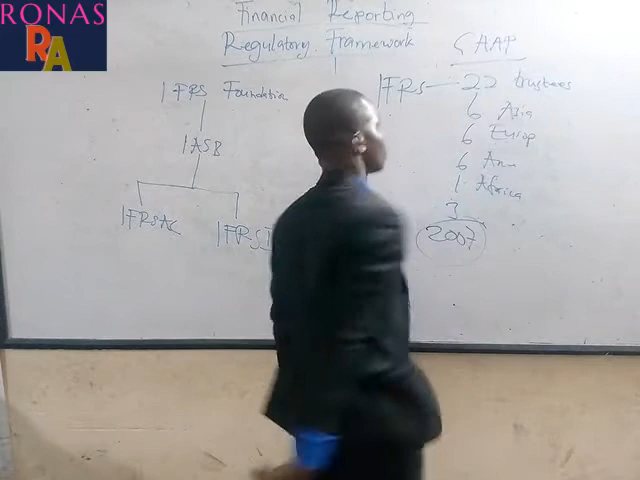 RONAS
RA
Financial Reporting
Regulatory Framework
GAAP
IFRS Foundation
IASB
IFRSAC
IFRSI
IFRS — 22 trustees
6 Asia
6 Europ
6 Am
1 Africa
3
2007